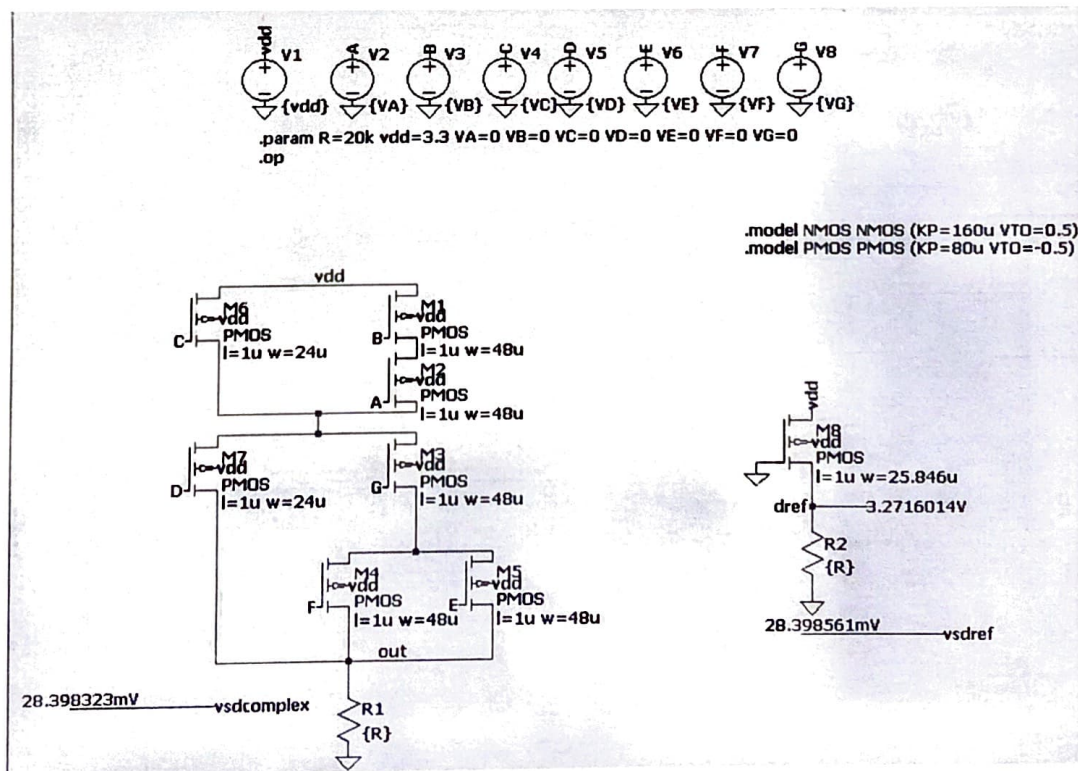 vdd V1 {vdd}
A V2 {VA}
B V3 {VB}
C V4 {VC}
D V5 {VD}
E V6 {VE}
F V7 {VF}
G V8 {VG}
.param R=20k vdd=3.3 VA=0 VB=0 VC=0 VD=0 VE=0 VF=0 VG=0
.op
.model NMOS NMOS (KP=160u VTO=0.5)
.model PMOS PMOS (KP=80u VTO=-0.5)
vdd
M6
vdd
PMOS
C
l=1u w=24u
M1
vdd
PMOS
B
l=1u w=48u
M2
vdd
PMOS
A
l=1u w=48u
M7
vdd
PMOS
D
l=1u w=24u
M3
vdd
PMOS
G
l=1u w=48u
M4
vdd
PMOS
F
l=1u w=48u
M5
vdd
PMOS
E
l=1u w=48u
out
28.398323mV
vsdcomplex
R1
{R}
vdd
M8
vdd
PMOS
l=1u w=25.846u
dref
3.2716014V
R2
{R}
28.398561mV
vsdref